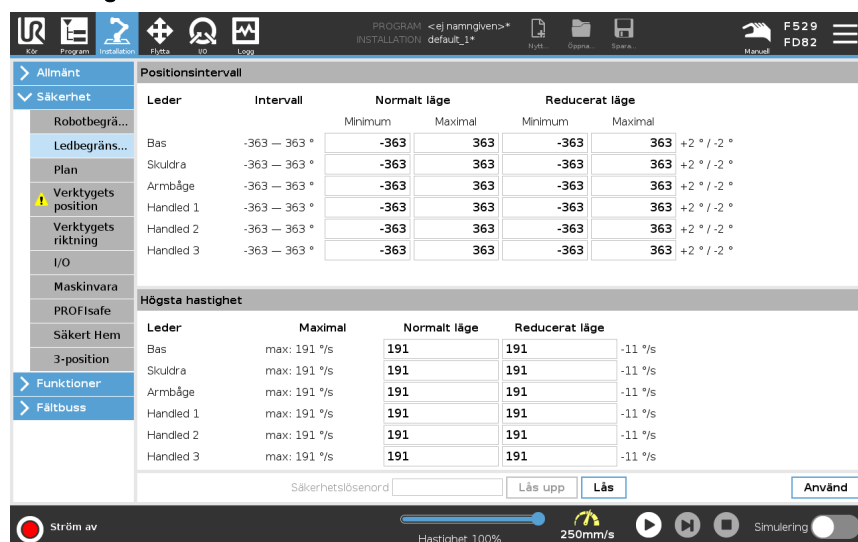 PROGRAM <ej namngiven>*
INSTALLATION default_1*
Kör
Program
Installation
Flytta
I/O
Logg
Nytt...
Öppna...
Spara...
Manuell
F529
FD82
Allmänt
Säkerhet
Robotbegrä...
Ledbegräns...
Plan
Verktygets
position
Verktygets
riktning
I/O
Maskinvara
PROFIsafe
Säkert Hem
3-position
Funktioner
Fältbuss
Positionsintervall
Leder Intervall Normalt läge Reducerat läge
Minimum Maximal Minimum Maximal
Bas -363 — 363 ° -363 363 -363 363 +2 ° / -2 °
Skuldra -363 — 363 ° -363 363 -363 363 +2 ° / -2 °
Armbåge -363 — 363 ° -363 363 -363 363 +2 ° / -2 °
Handled 1 -363 — 363 ° -363 363 -363 363 +2 ° / -2 °
Handled 2 -363 — 363 ° -363 363 -363 363 +2 ° / -2 °
Handled 3 -363 — 363 ° -363 363 -363 363 +2 ° / -2 °
Högsta hastighet
Leder Maximal Normalt läge Reducerat läge
Bas max: 191 °/s 191 191 -11 °/s
Skuldra max: 191 °/s 191 191 -11 °/s
Armbåge max: 191 °/s 191 191 -11 °/s
Handled 1 max: 191 °/s 191 191 -11 °/s
Handled 2 max: 191 °/s 191 191 -11 °/s
Handled 3 max: 191 °/s 191 191 -11 °/s
Säkerhetslösenord Lås upp Lås Använd
Ström av
Hastighet 100%
250mm/s
Simulering